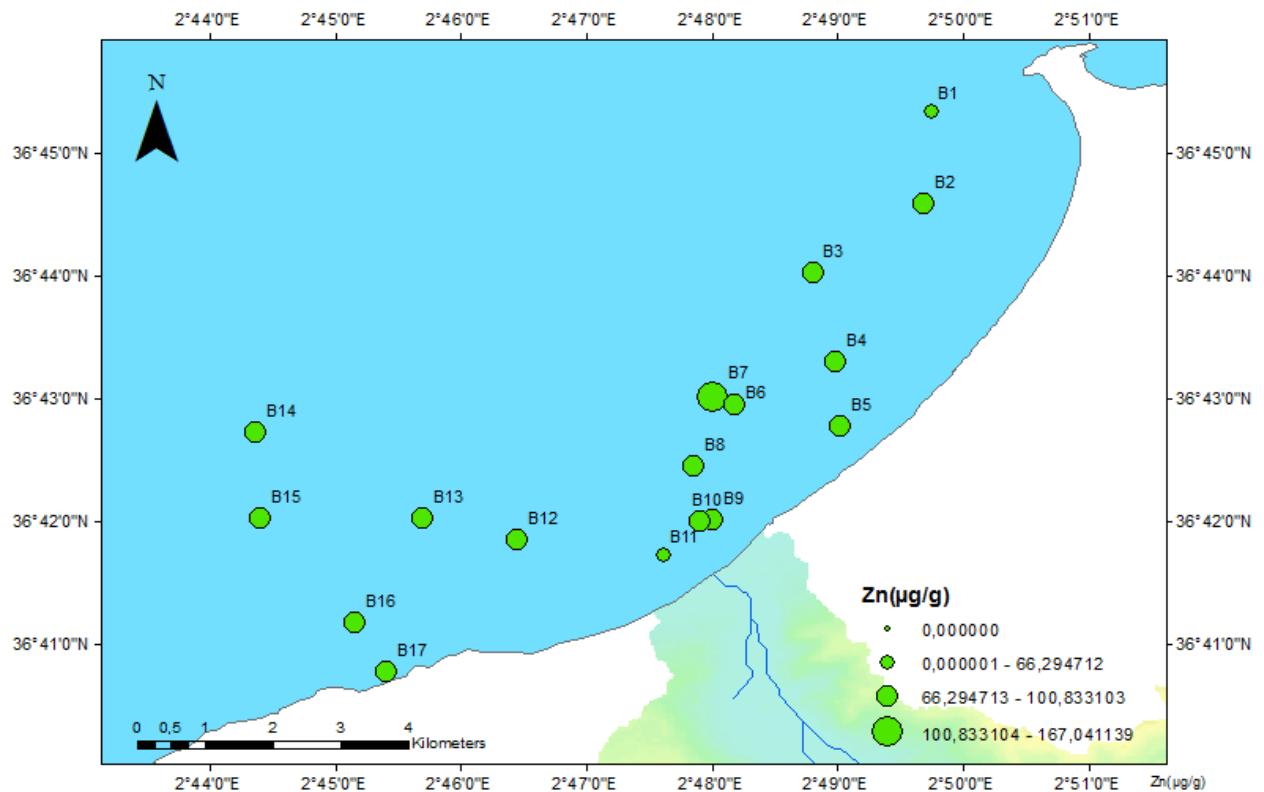 2°44'0"E 2°45'0"E 2°46'0"E 2°47'0"E 2°48'0"E 2°49'0"E 2°50'0"E 2°51'0"E
N
B1
36°45'0"N 36°45'0"N
B2
B3
36°44'0"N 36°44'0"N
B4
B7
B6
36°43'0"N 36°43'0"N
B5
B14
B8
B15
B13
B10 B9
B12
36°42'0"N 36°42'0"N
B11
Zn(µg/g)
B16
0,000000
36°41'0"N 36°41'0"N
B17
0,000001 - 66,294712
66,294713 - 100,833103
0 0,5 1 2 3 4
100,833104 - 167,041139
Kilometers
2°44'0"E 2°45'0"E 2°46'0"E 2°47'0"E 2°48'0"E 2°49'0"E 2°50'0"E 2°51'0"E
Zn(µg/g)